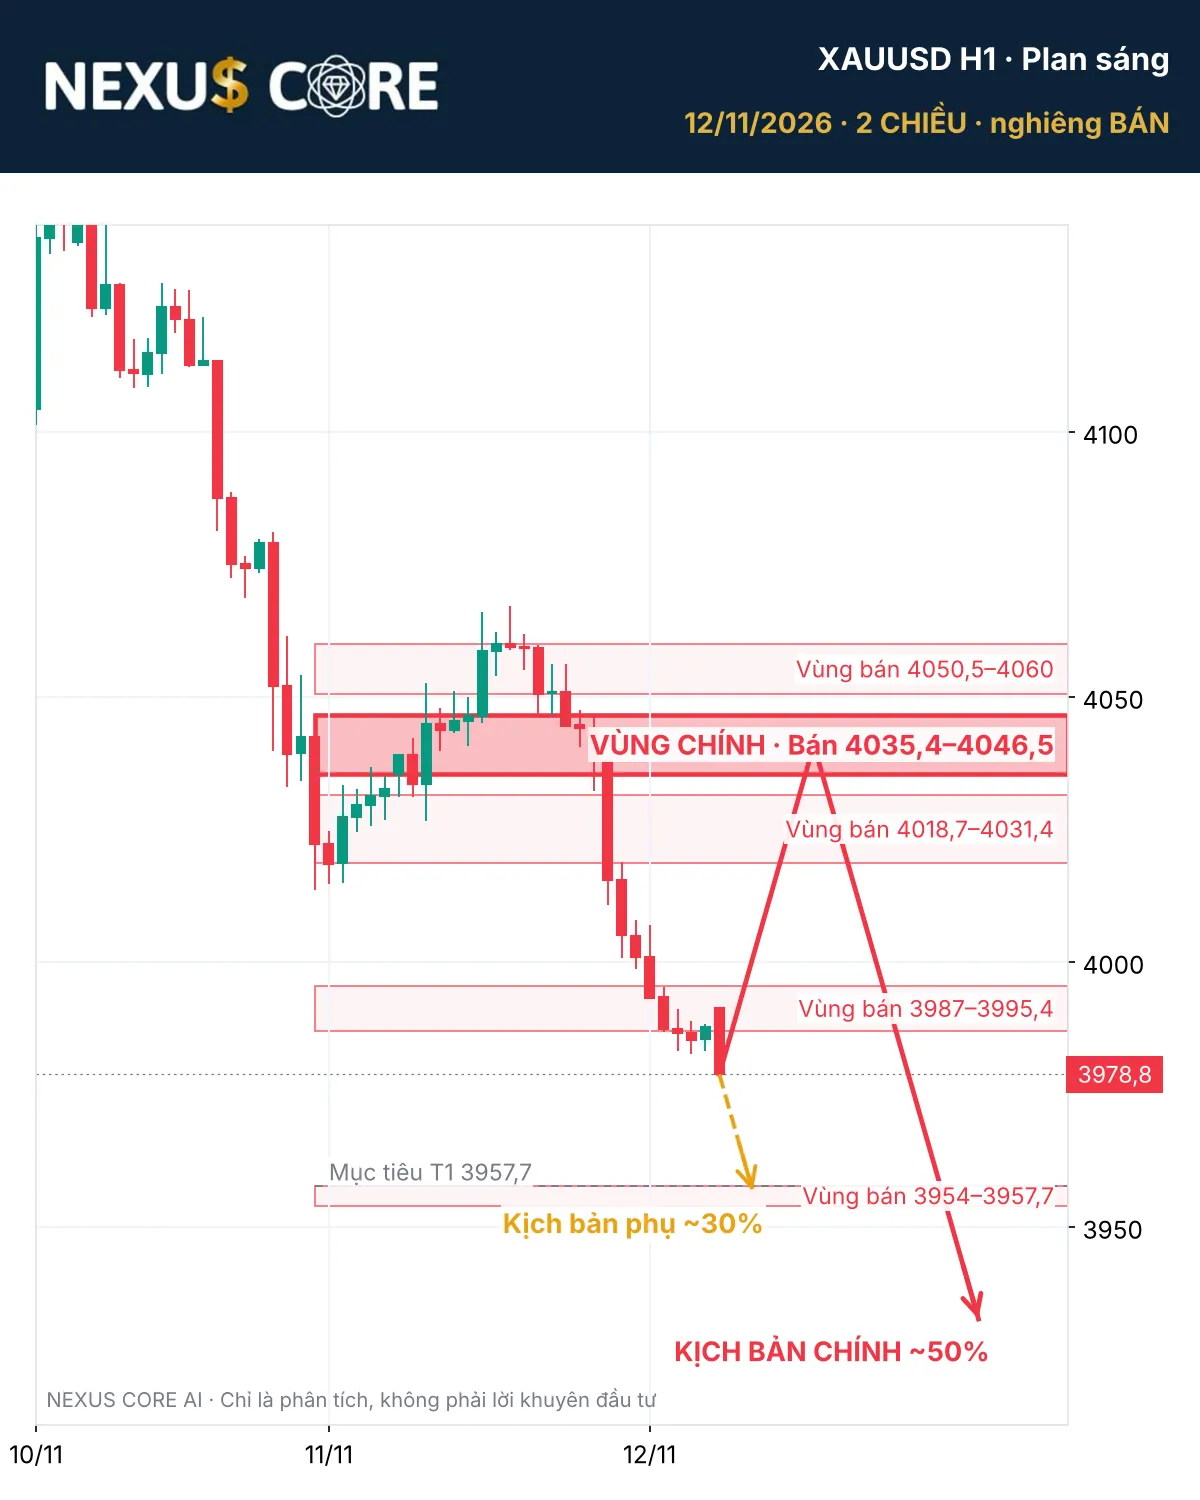 NEXU$ CORE
XAUUSD H1 · Plan sáng
12/11/2026 · 2 CHIỀU · nghiêng BÁN
4100
Vùng bán 4050,5–4060
4050
VÙNG CHÍNH · Bán 4035,4–4046,5
Vùng bán 4018,7–4031,4
4000
Vùng bán 3987–3995,4
3978,8
Mục tiêu T1 3957,7
Vùng bán 3954–3957,7
Kịch bản phụ ~30%
3950
KỊCH BẢN CHÍNH ~50%
NEXUS CORE AI · Chỉ là phân tích, không phải lời khuyên đầu tư
10/11
11/11
12/11